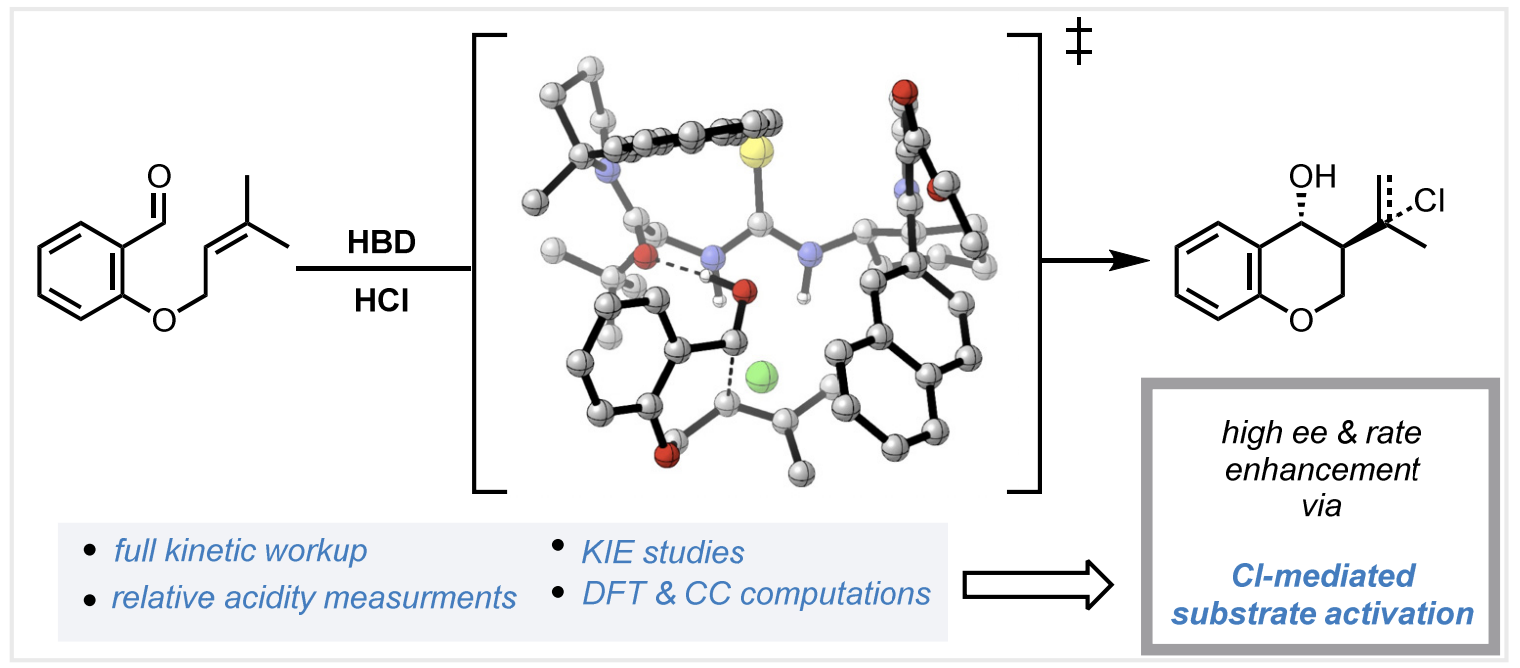 O
O
HBD
HCl
‡
OH
Cl
O
high ee & rate
enhancement
via
Cl-mediated
substrate activation
• full kinetic workup
• relative acidity measurments
• KIE studies
• DFT & CC computations